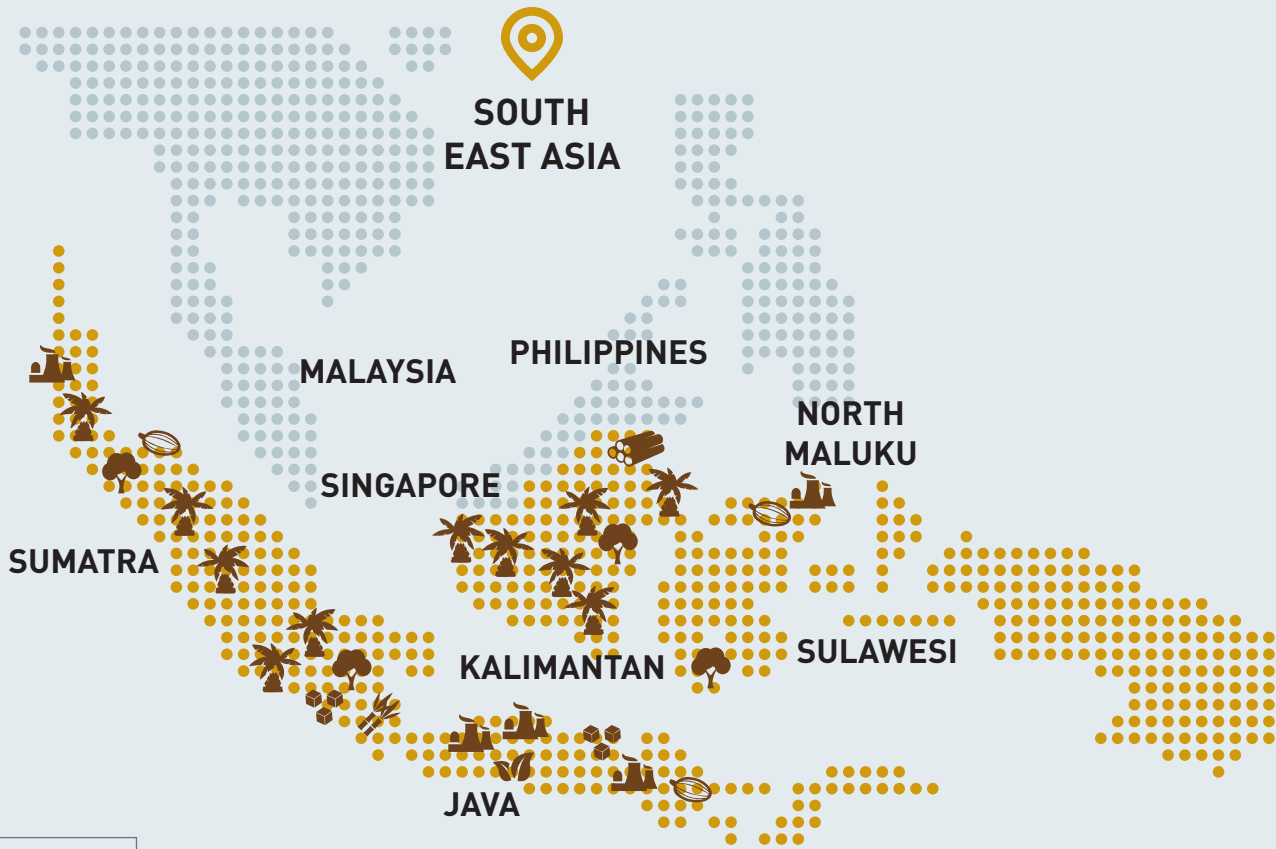 SOUTH
EAST ASIA
PHILIPPINES
MALAYSIA
NORTH
MALUKU
SINGAPORE
SUMATRA
SULAWESI
KALIMANTAN
JAVA